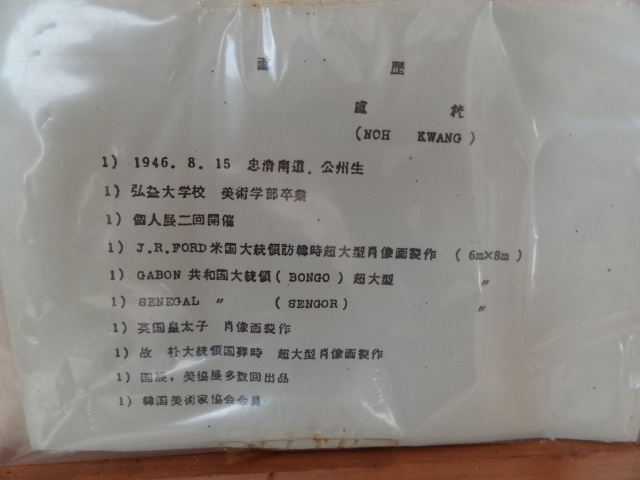 画 歴
盧
(NOH KWANG)
1) 1946. 8. 15 忠清南道. 公州生
1) 弘益大学校 美術学部卒業
1) 個人展二回開催
1) J.R.FORD米国大統領訪韓時超大型肖像画製作 ( 6m×8m )
1) GABON 共和国大統領( BONGO ) 超大型 〃
1) SENEGAL 〃 ( SENGOR ) 〃
1) 英国皇太子 肖像画製作
1) 故 朴大統領国葬時 超大型肖像画製作
1) 国展, 美協展多数回出品
1) 韓国美術家協会会員